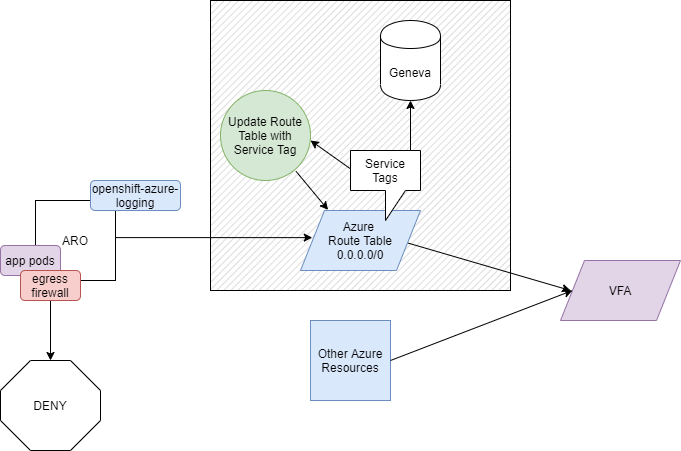 Geneva
Update Route
Table with
Service Tag
Service
Tags
openshift-azure-
logging
ARO
Azure
Route Table
0.0.0.0/0
app pods
egress
firewall
VFA
Other Azure
Resources
DENY